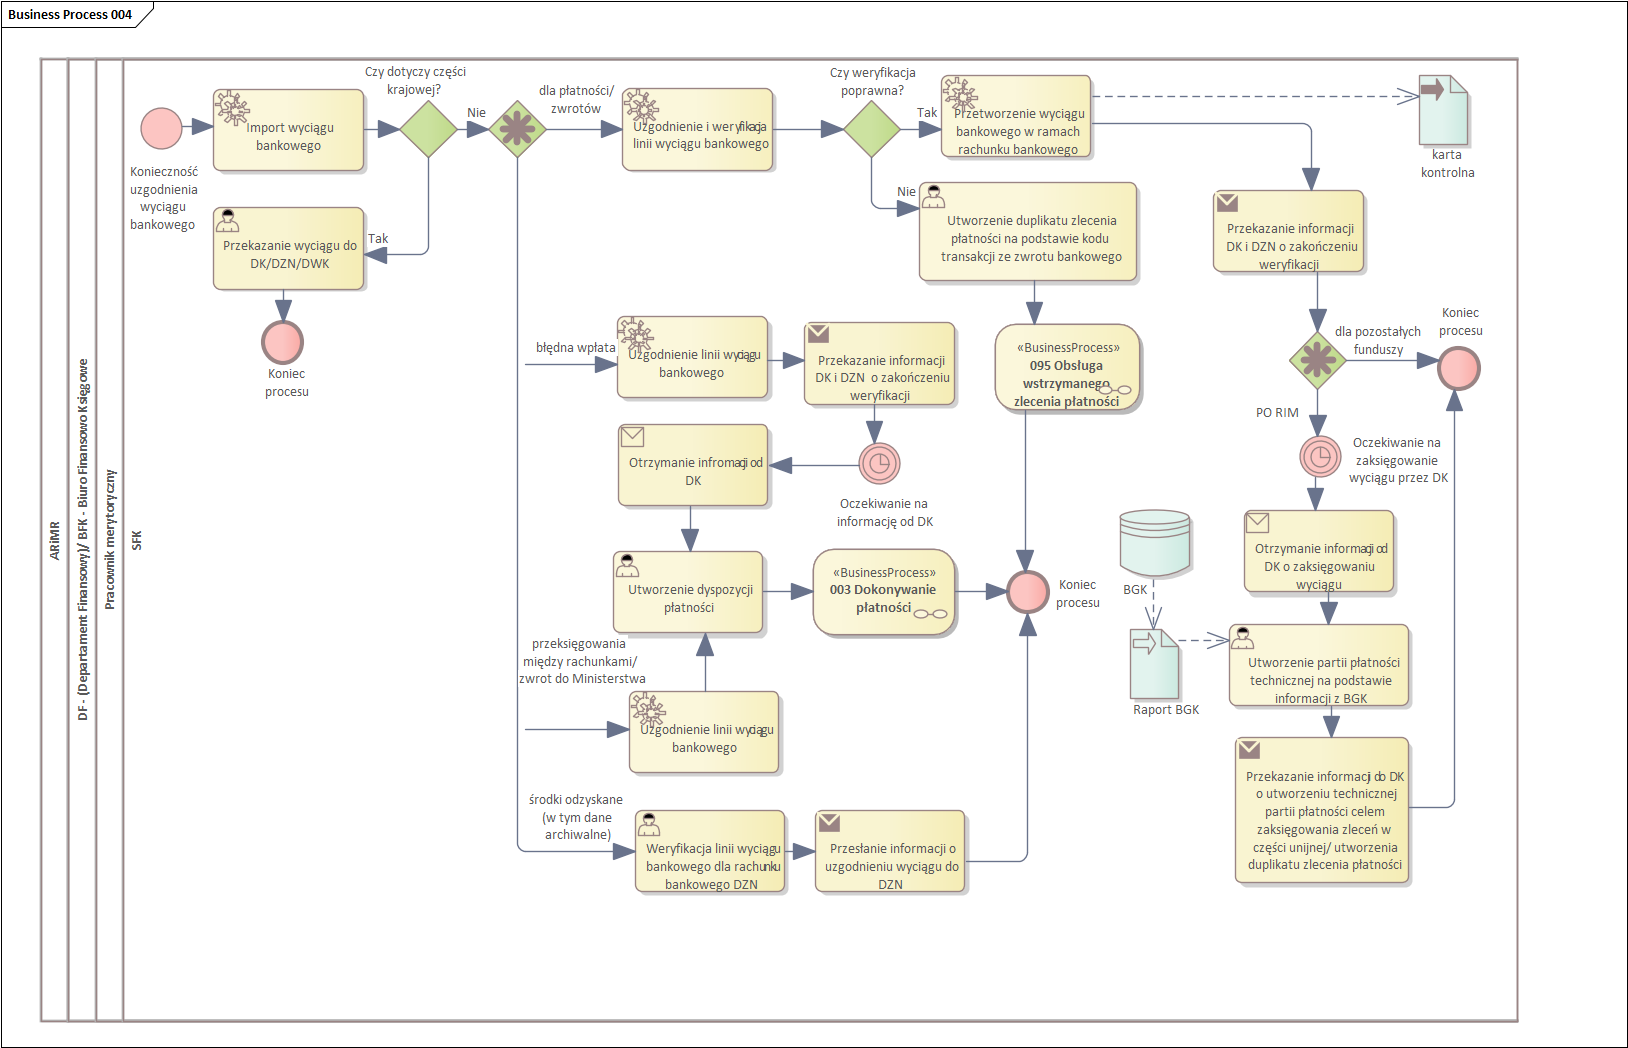 Business Process 004
ARiMR
DF - (Departament Finansowy)/ BFK - Biuro Finansowo Księgowe
Pracownik merytoryczny
SFK
Konieczność
uzgodnienia
wyciągu
bankowego
Import wyciągu
bankowego
Czy dotyczy części
krajowej?
Nie
Tak
Przekazanie wyciągu do
DK/DZN/DWK
Koniec
procesu
dla płatności/
zwrotów
Uzgodnienie i weryfikacja
linii wyciągu bankowego
Czy weryfikacja
poprawna?
Tak
Nie
Przetworzenie wyciągu
bankowego w ramach
rachunku bankowego
karta
kontrolna
Utworzenie duplikatu zlecenia
płatności na podstawie kodu
transakcji ze zwrotu bankowego
Przekazanie informacji
DK i DZN o zakończeniu
weryfikacji
«BusinessProcess»
095 Obsługa
wstrzymanego
zlecenia płatności
błędna wpłata
Uzgodnienie linii wyciągu
bankowego
Przekazanie informacji
DK i DZN  o zakończeniu
weryfikacji
Oczekiwanie na
informację od DK
Otrzymanie infromacji od
DK
Utworzenie dyspozycji
płatności
«BusinessProcess»
003 Dokonywanie
płatności
Koniec
procesu
przeksięgowania
między rachunkami/
zwrot do Ministerstwa
Uzgodnienie linii wyciągu
bankowego
środki odzyskane
(w tym dane
archiwalne)
Weryfikacja linii wyciągu
bankowego dla rachunku
bankowego DZN
Przesłanie informacji o
uzgodnieniu wyciągu do
DZN
dla pozostałych
funduszy
Koniec
procesu
PO RIM
Oczekiwanie na
zaksięgowanie
wyciągu przez DK
Otrzymanie informacji od
DK o zaksięgowaniu
wyciągu
BGK
Raport BGK
Utworzenie partii płatności
technicznej na podstawie
informacji z BGK
Przekazanie informacji do DK
o utworzeniu technicznej
partii płatności celem
zaksięgowania zleceń w
części unijnej/ utworzenia
duplikatu zlecenia płatności